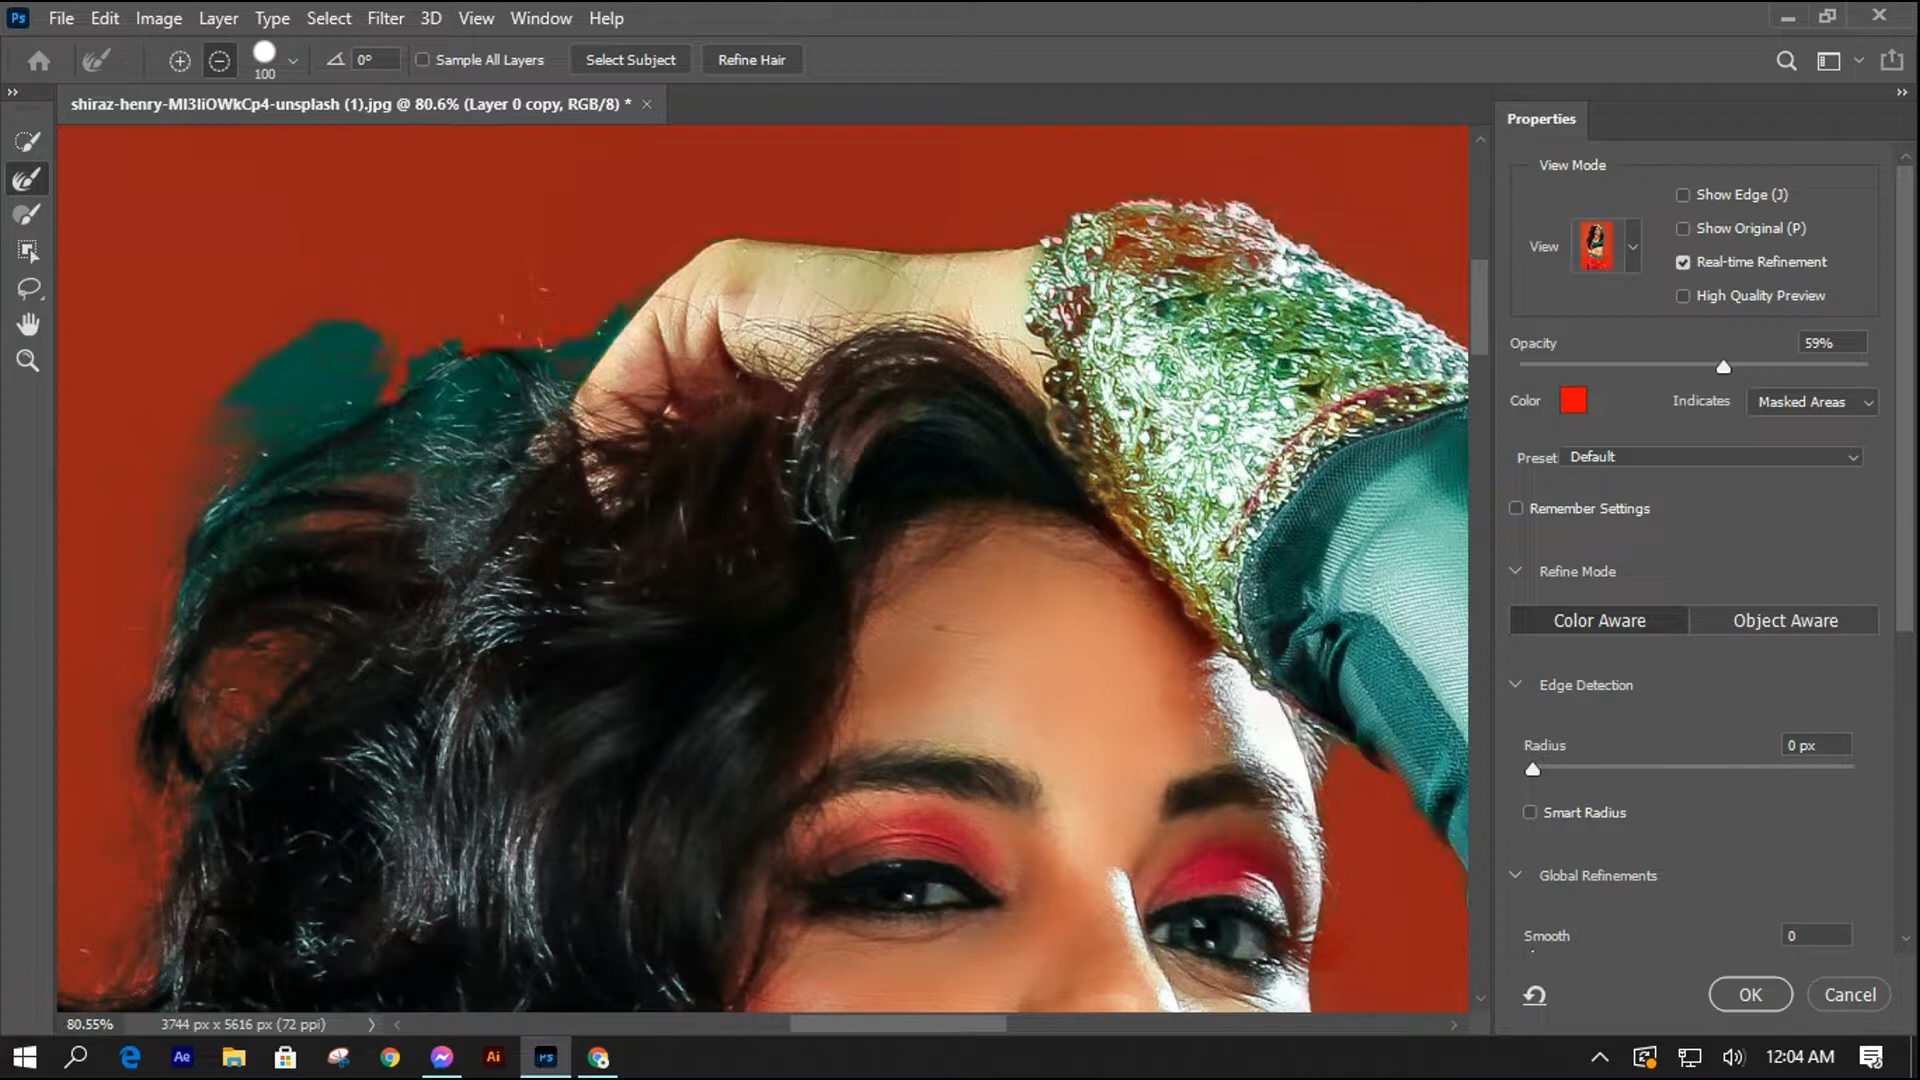 Ps File Edit Image Layer Type Select Filter 3D View Window Help
100 0° Sample All Layers Select Subject Refine Hair
shiraz-henry-MI3liOWkCp4-unsplash (1).jpg @ 80.6% (Layer 0 copy, RGB/8) *
Properties
View Mode
Show Edge (J)
Show Original (P)
View
Real-time Refinement
High Quality Preview
Opacity 59%
Color Indicates Masked Areas
Preset Default
Remember Settings
Refine Mode
Color Aware Object Aware
Edge Detection
Radius 0 px
Smart Radius
Global Refinements
Smooth 0
OK Cancel
80.55% 3744 px x 5616 px (72 ppi)
Ae Ai Ps 12:04 AM